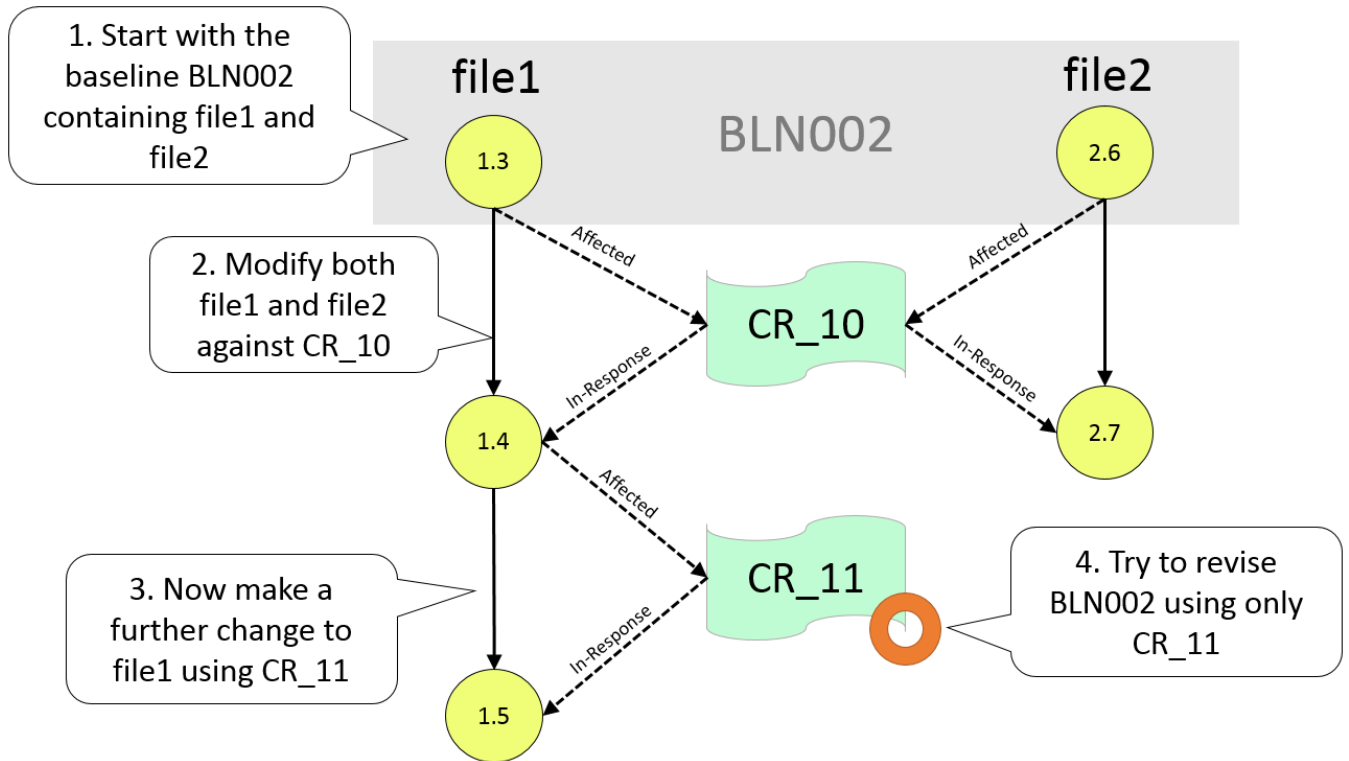 1. Start with the
baseline BLN002
containing file1 and
file2
file1
file2
BLN002
1.3
2.6
Affected
Affected
2. Modify both
file1 and file2
against CR_10
CR_10
In-Response
In-Response
1.4
2.7
Affected
3. Now make a
further change to
file1 using CR_11
CR_11
4. Try to revise
BLN002 using only
CR_11
In-Response
1.5